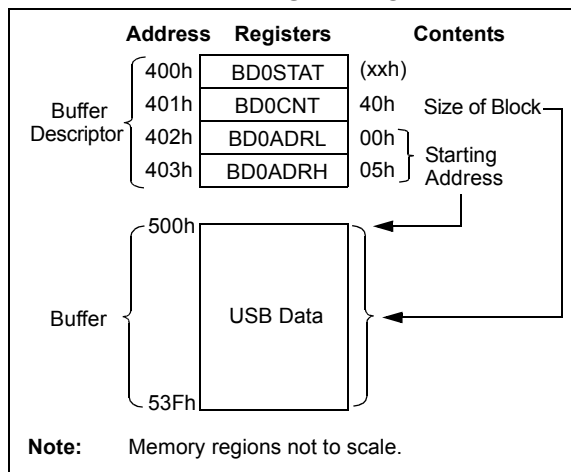 Address Registers Contents
400h BD0STAT (xxh)
401h BD0CNT 40h Size of Block
Buffer
Descriptor
402h BD0ADRL 00h
403h BD0ADRH 05h
Starting
Address
500h
Buffer USB Data
53Fh
Note: Memory regions not to scale.